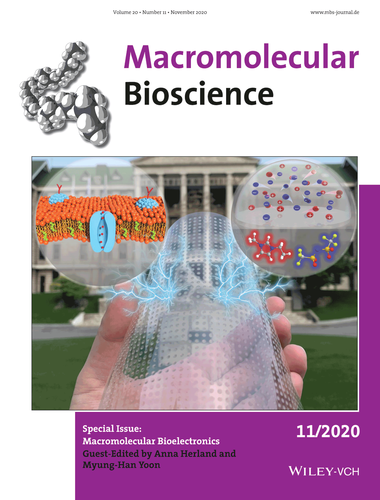 Volume 20 • Number 11 • November 2020
www.mbs-journal.de
Macromolecular
Bioscience
Special Issue:
Macromolecular Bioelectronics
Guest-Edited by Anna Herland and
Myung-Han Yoon
11/2020
WILEY-VCH